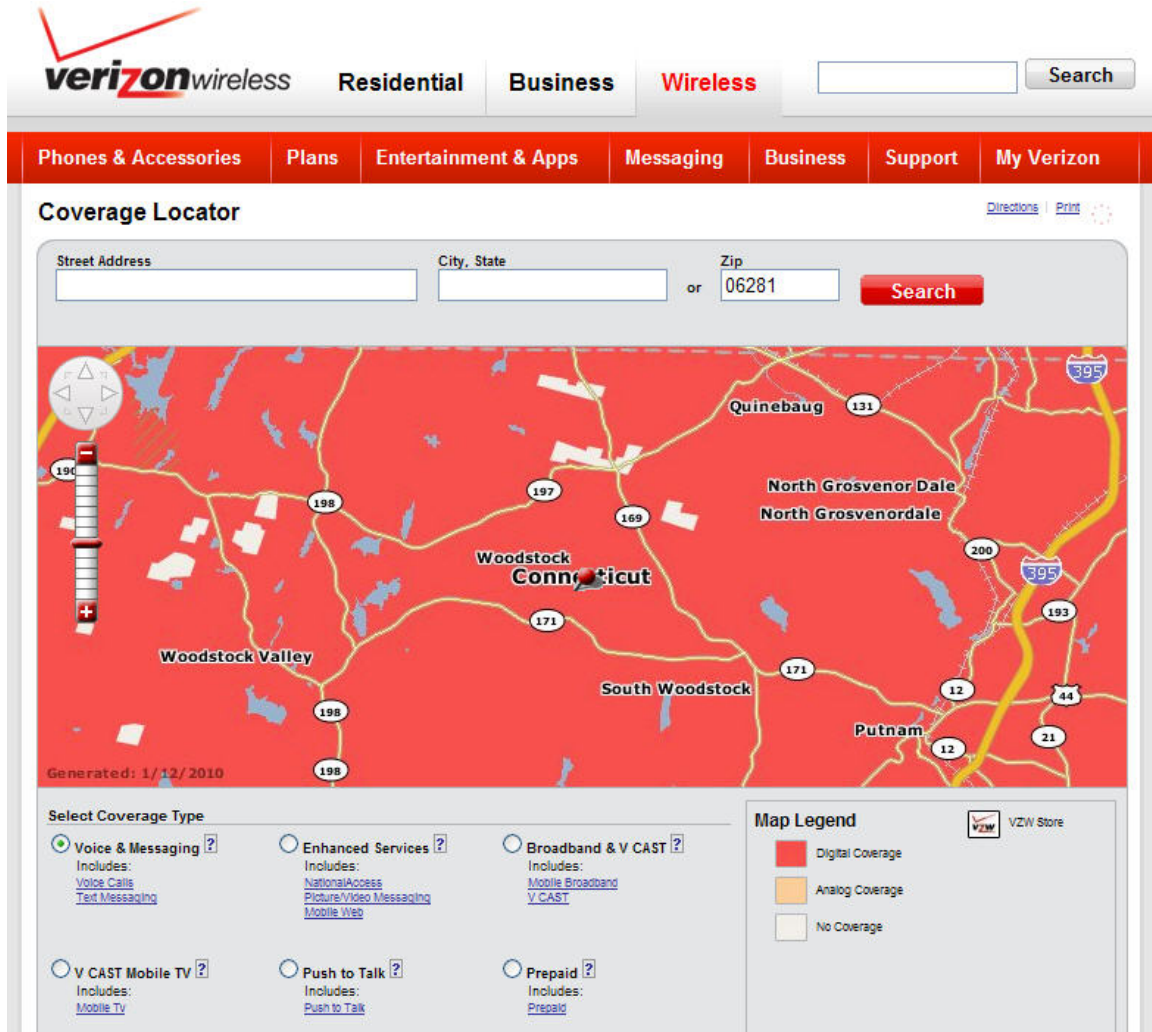 verizonwireless
Residential Business Wireless Search
Phones & Accessories Plans Entertainment & Apps Messaging Business Support My Verizon
Coverage Locator
Directions | Print
Street Address City, State Zip
or 06281 Search
395
Quinebaug 131
190
198
197
North Grosvenor Dale
169
North Grosvenordale
200
Woodstock
Connecticut
395
171
193
Woodstock Valley
171
South Woodstock
12
44
198
Putnam
21
12
Generated: 1/12/2010
198
Select Coverage Type
Voice & Messaging ?
Includes:
Voice Calls
Text Messaging
Enhanced Services ?
Includes:
NationalAccess
Picture/Video Messaging
Mobile Web
Broadband & V CAST ?
Includes:
Mobile Broadband
V CAST
V CAST Mobile TV ?
Includes:
Mobile Tv
Push to Talk ?
Includes:
Push to Talk
Prepaid ?
Includes:
Prepaid
Map Legend
vzw VZW Store
Digital Coverage
Analog Coverage
No Coverage